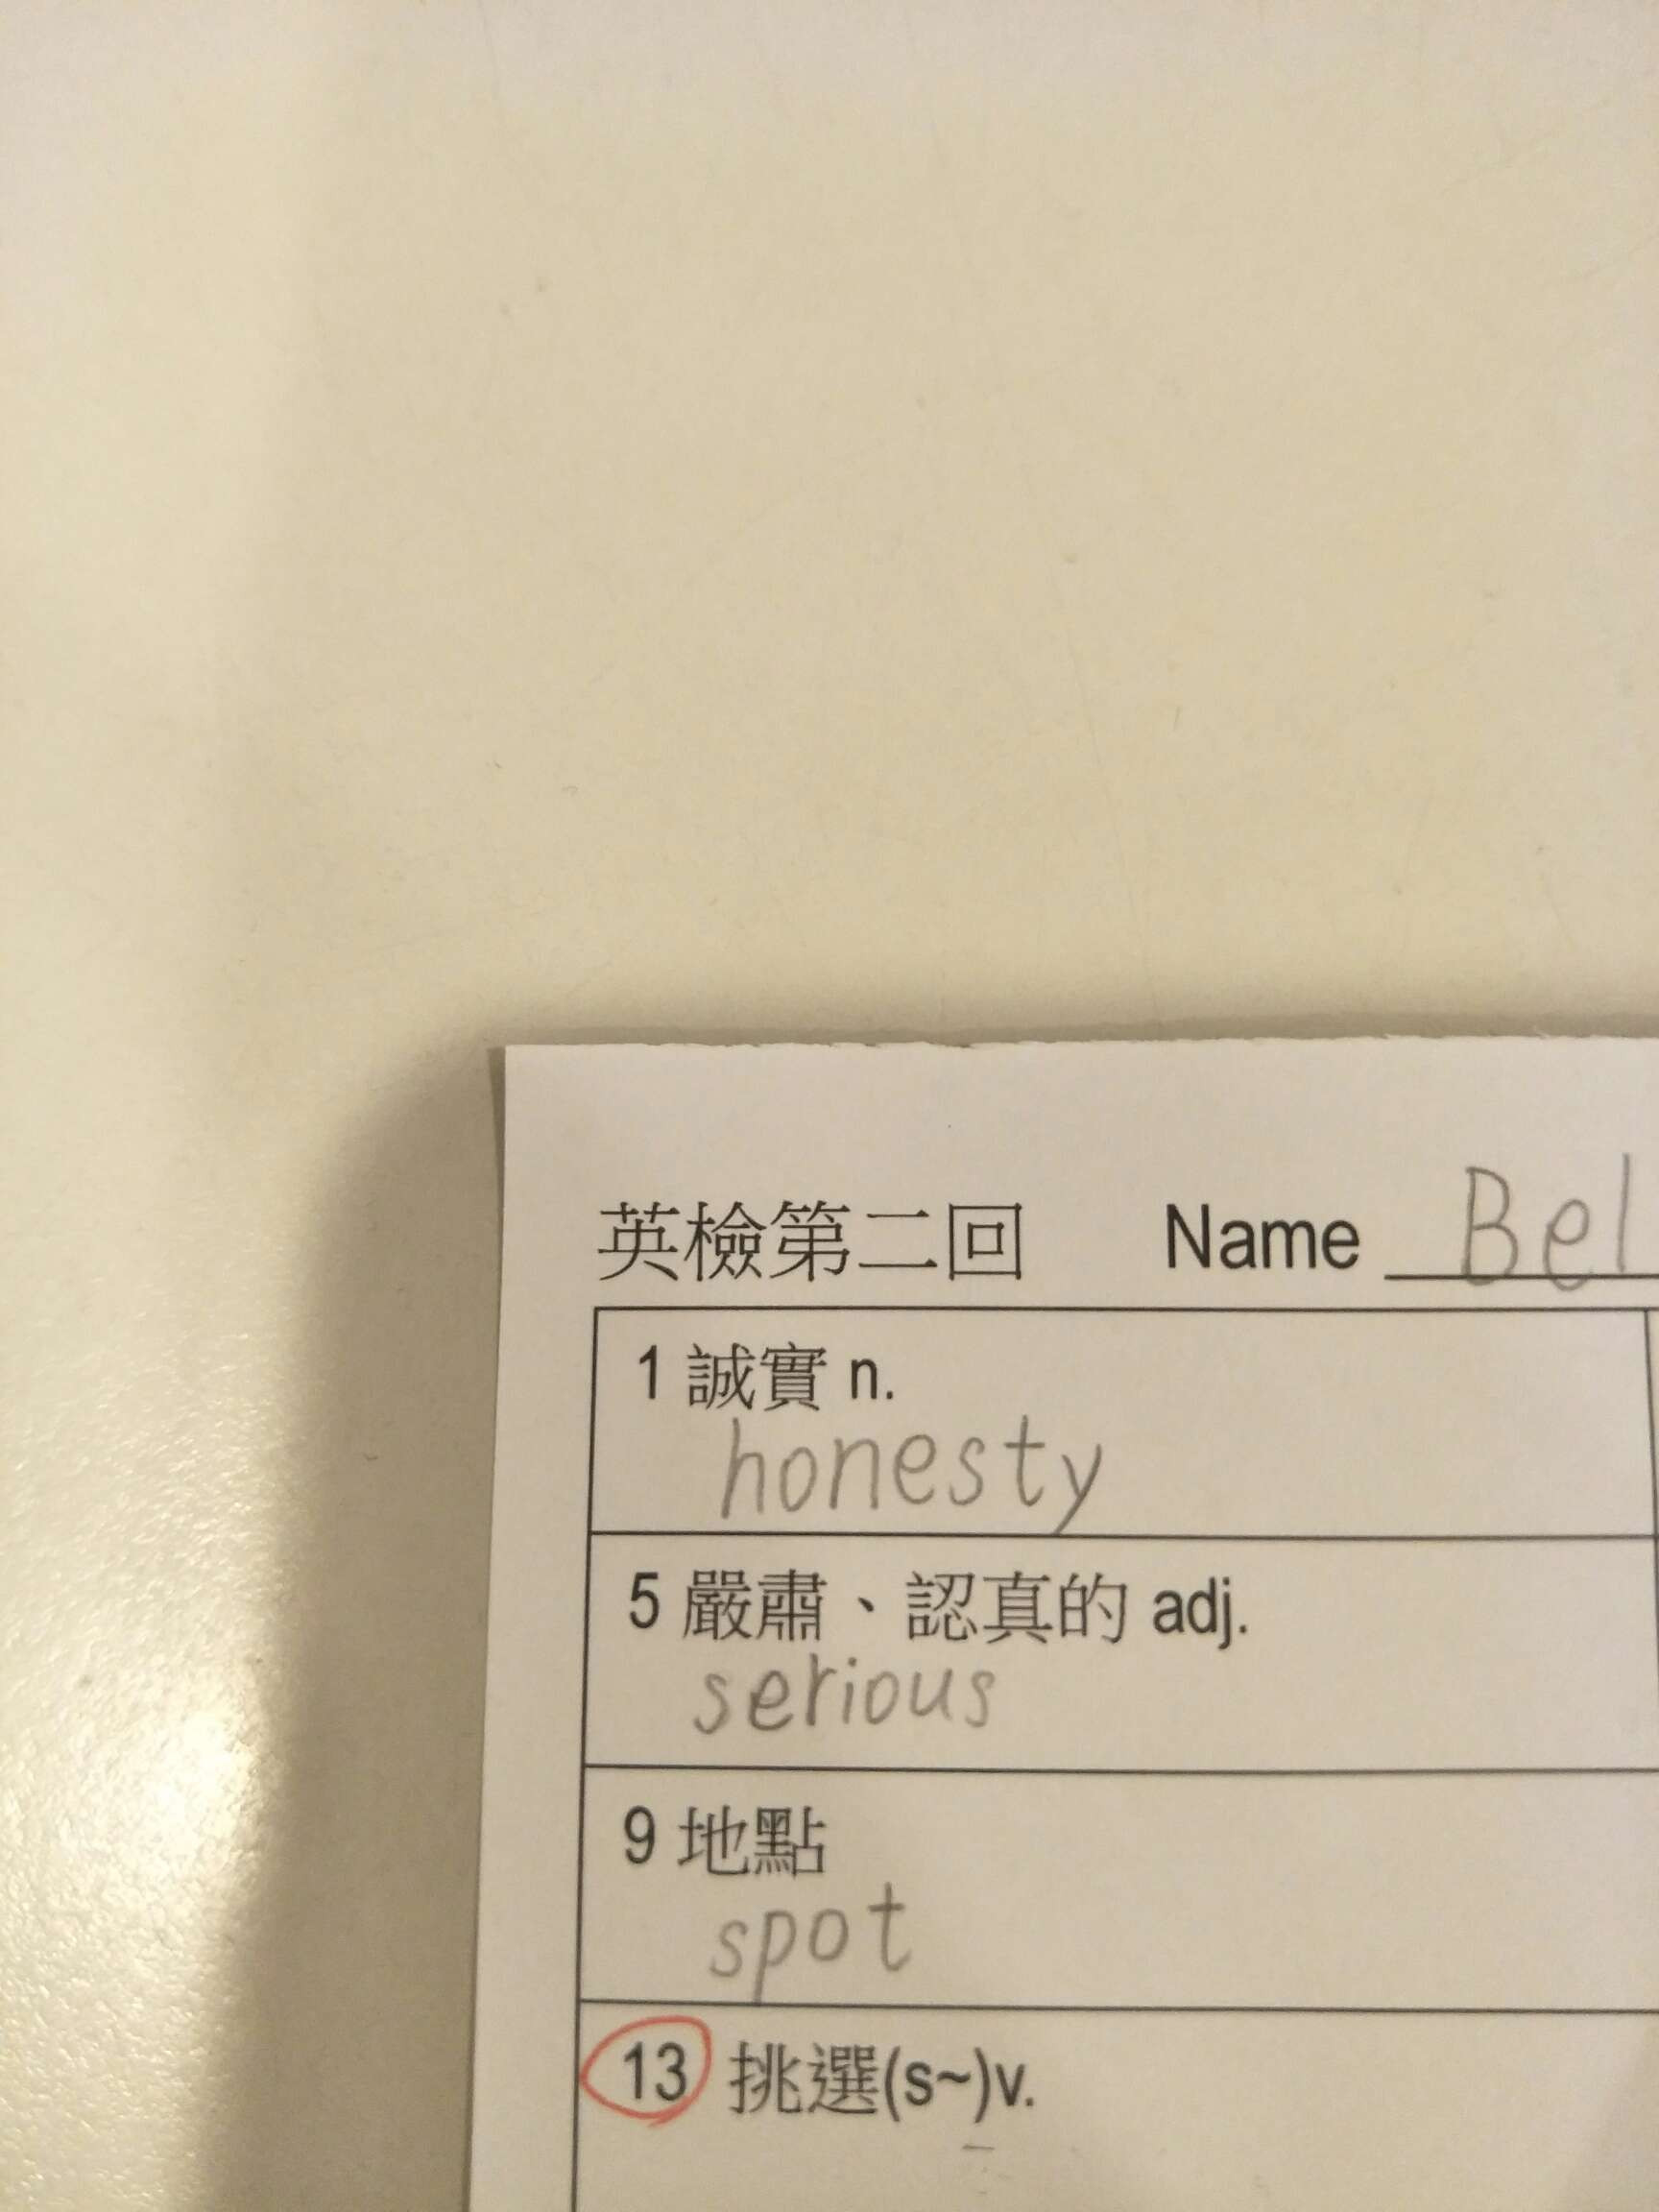 英檢第二回 Name Bel
1 誠實 n.
honesty
5 嚴肅、認真的 adj.
serious
9 地點
spot
13 挑選(s~)v.